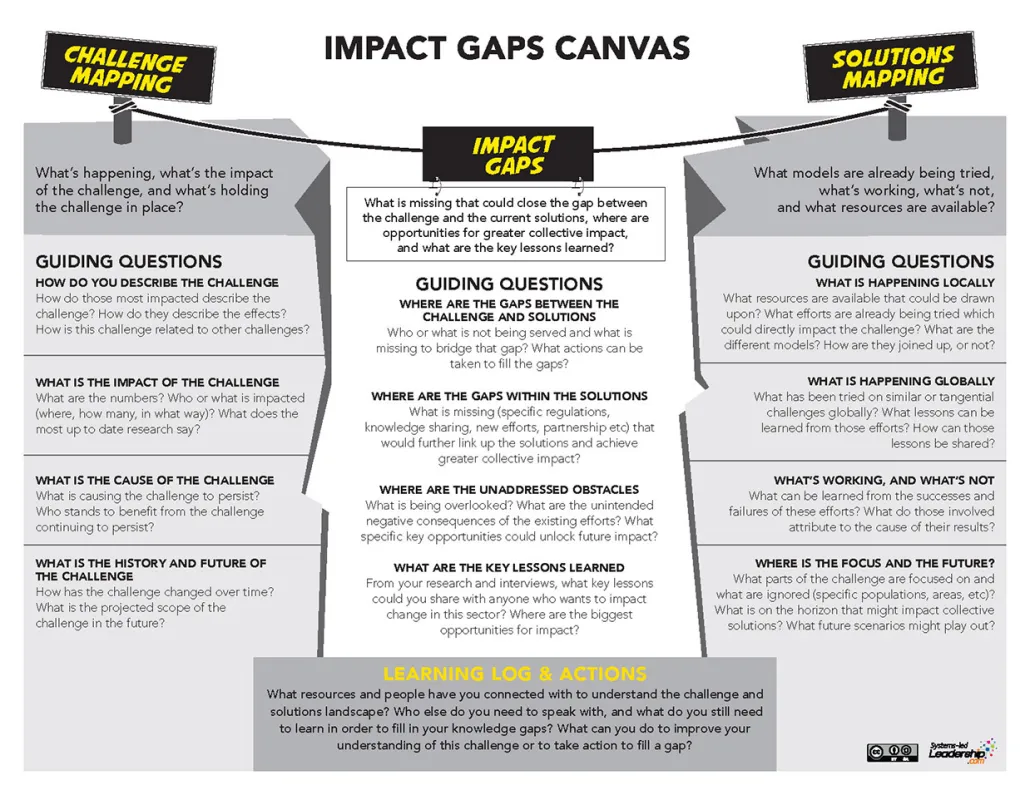 IMPACT GAPS CANVAS
CHALLENGE
MAPPING
What's happening, what's the impact
of the challenge, and what's holding
the challenge in place?
GUIDING QUESTIONS
HOW DO YOU DESCRIBE THE CHALLENGE
How do those most impacted describe the
challenge? How do they describe the effects?
How is this challenge related to other challenges?
WHAT IS THE IMPACT OF THE CHALLENGE
What are the numbers? Who or what is impacted
(where, how many, in what way)? What does the
most up to date research say?
WHAT IS THE CAUSE OF THE CHALLENGE
What is causing the challenge to persist?
Who stands to benefit from the challenge
continuing to persist?
WHAT IS THE HISTORY AND FUTURE OF
THE CHALLENGE
How has the challenge changed over time?
What is the projected scope of the
challenge in the future?
IMPACT
GAPS
What is missing that could close the gap between
the challenge and the current solutions, where are
opportunities for greater collective impact,
and what are the key lessons learned?
GUIDING QUESTIONS
WHERE ARE THE GAPS BETWEEN THE
CHALLENGE AND SOLUTIONS
Who or what is not being served and what is
missing to bridge that gap? What actions can be
taken to fill the gaps?
WHERE ARE THE GAPS WITHIN THE SOLUTIONS
What is missing (specific regulations,
knowledge sharing, new efforts, partnership etc) that
would further link up the solutions and achieve
greater collective impact?
WHERE ARE THE UNADDRESSED OBSTACLES
What is being overlooked? What are the unintended
negative consequences of the existing efforts? What
specific key opportunities could unlock future impact?
WHAT ARE THE KEY LESSONS LEARNED
From your research and interviews, what key lessons
could you share with anyone who wants to impact
change in this sector? Where are the biggest
opportunities for impact?
SOLUTIONS
MAPPING
What models are already being tried,
what's working, what's not,
and what resources are available?
GUIDING QUESTIONS
WHAT IS HAPPENING LOCALLY
What resources are available that could be drawn
upon? What efforts are already being tried which
could directly impact the challenge? What are the
different models? How are they joined up, or not?
WHAT IS HAPPENING GLOBALLY
What has been tried on similar or tangential
challenges globally? What lessons can be
learned from those efforts? How can those
lessons be shared?
WHAT'S WORKING, AND WHAT'S NOT
What can be learned from the successes and
failures of these efforts? What do those involved
attribute to the cause of their results?
WHERE IS THE FOCUS AND THE FUTURE?
What parts of the challenge are focused on and
what are ignored (specific populations, areas, etc)?
What is on the horizon that might impact collective
solutions? What future scenarios might play out?
LEARNING LOG & ACTIONS
What resources and people have you connected with to understand the challenge and
solutions landscape? Who else do you need to speak with, and what do you still need
to learn in order to fill in your knowledge gaps? What can you do to improve your
understanding of this challenge or to take action to fill a gap?
cc
BY SA
Systems-led
Leadership
.com